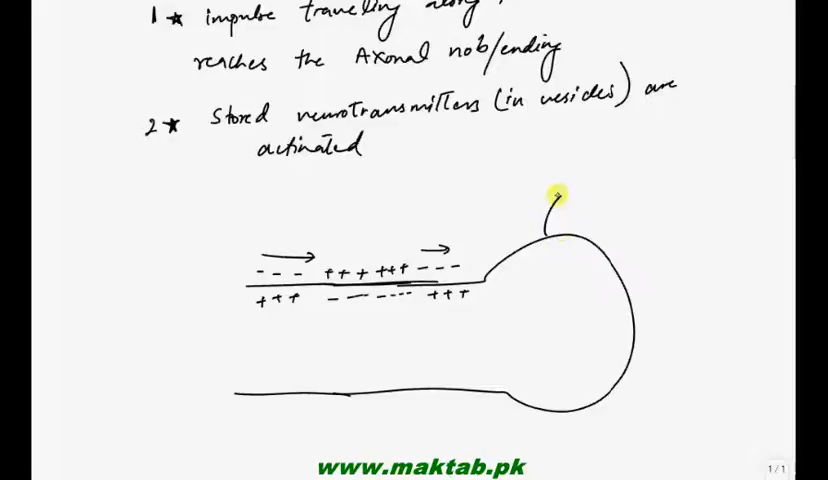 1 * impulse traveling along
reaches the Axonal nob/ending
2 * Stored neurotransmitters (in vesicles) are
activated
- - - + + + + + + - - -
+ + + - - - - - - + + +
www.maktab.pk
1/1